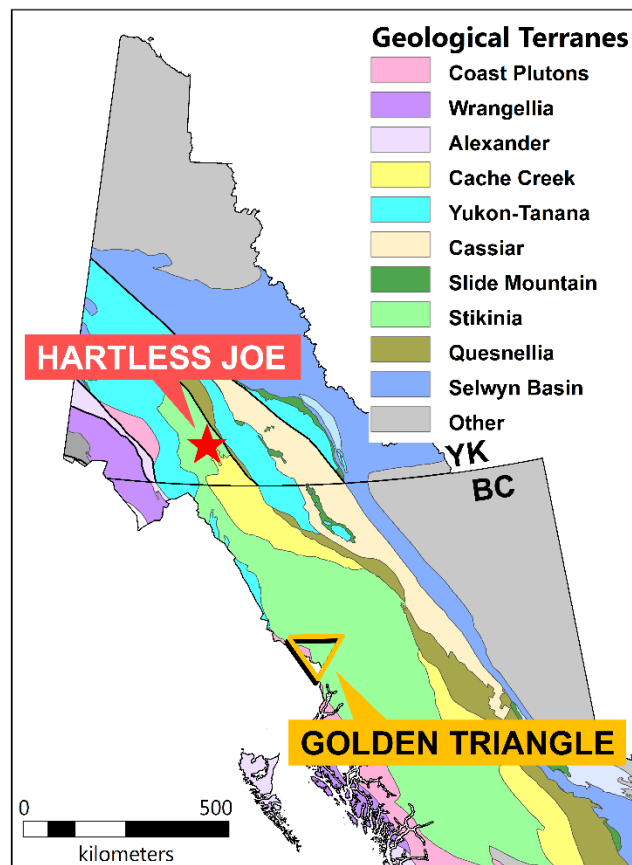 Geological Terranes
Coast Plutons
Wrangellia
Alexander
Cache Creek
Yukon-Tanana
Cassiar
Slide Mountain
Stikinia
Quesnellia
Selwyn Basin
Other
HARTLESS JOE
YK
BC
GOLDEN TRIANGLE
0 500
kilometers